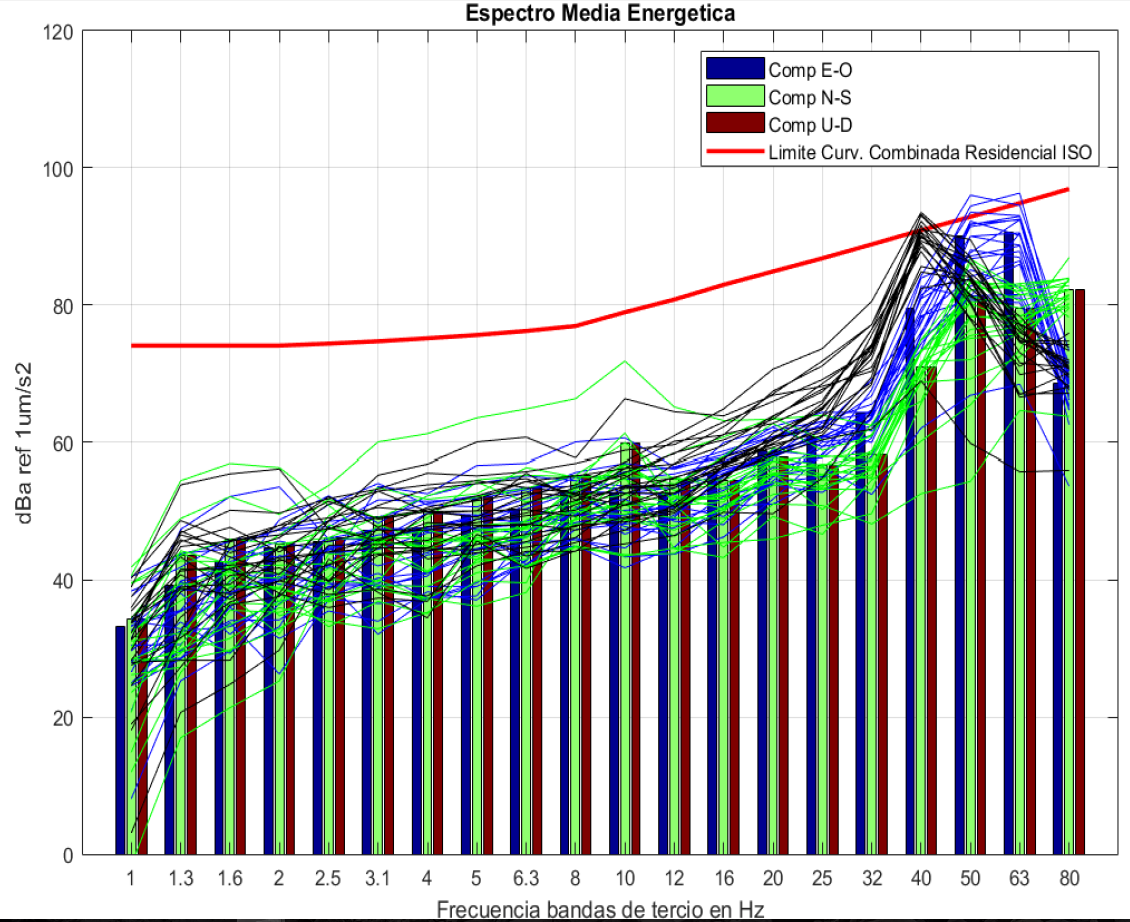 Espectro Media Energetica
120
100
80
60
40
20
0
dBa ref 1um/s2
Comp E-O
Comp N-S
Comp U-D
Limite Curv. Combinada Residencial ISO
1 1.3 1.6 2 2.5 3.1 4 5 6.3 8 10 12 16 20 25 32 40 50 63 80
Frecuencia bandas de tercio en Hz